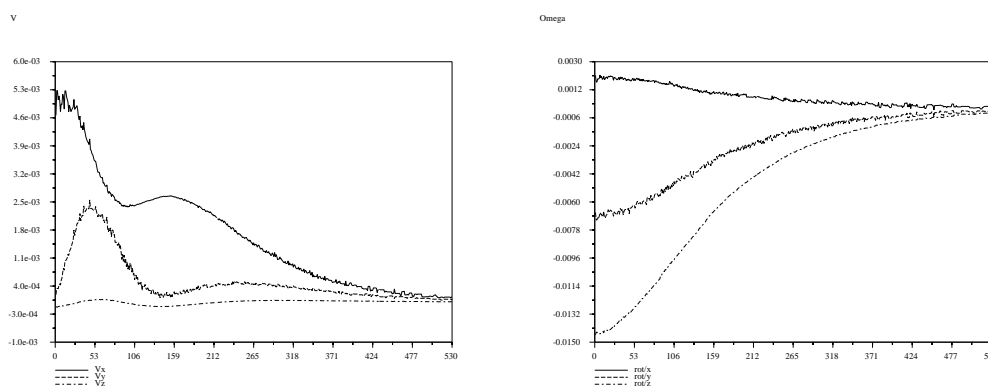 V
6.0e-03
5.3e-03
4.6e-03
3.9e-03
3.2e-03
2.5e-03
1.8e-03
1.1e-03
4.0e-04
-3.0e-04
-1.0e-03
0 53 106 159 212 265 318 371 424 477 530
Vx
Vy
Vz
Omega
0.0030
0.0012
-0.0006
-0.0024
-0.0042
-0.0060
-0.0078
-0.0096
-0.0114
-0.0132
-0.0150
0 53 106 159 212 265 318 371 424 477
rot/x
rot/y
rot/z